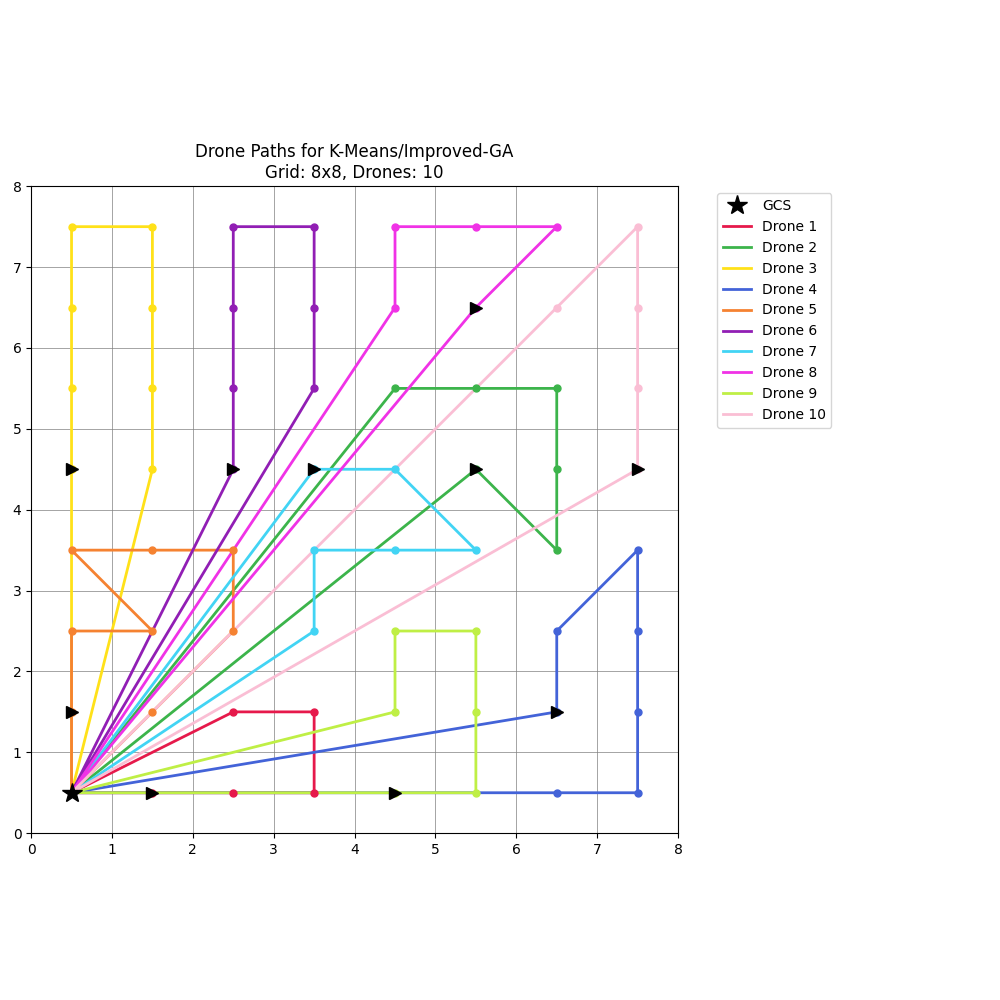 Drone Paths for K-Means/Improved-GA
Grid: 8x8, Drones: 10
8
7
6
5
4
3
2
1
0
0 1 2 3 4 5 6 7 8
GCS
Drone 1
Drone 2
Drone 3
Drone 4
Drone 5
Drone 6
Drone 7
Drone 8
Drone 9
Drone 10